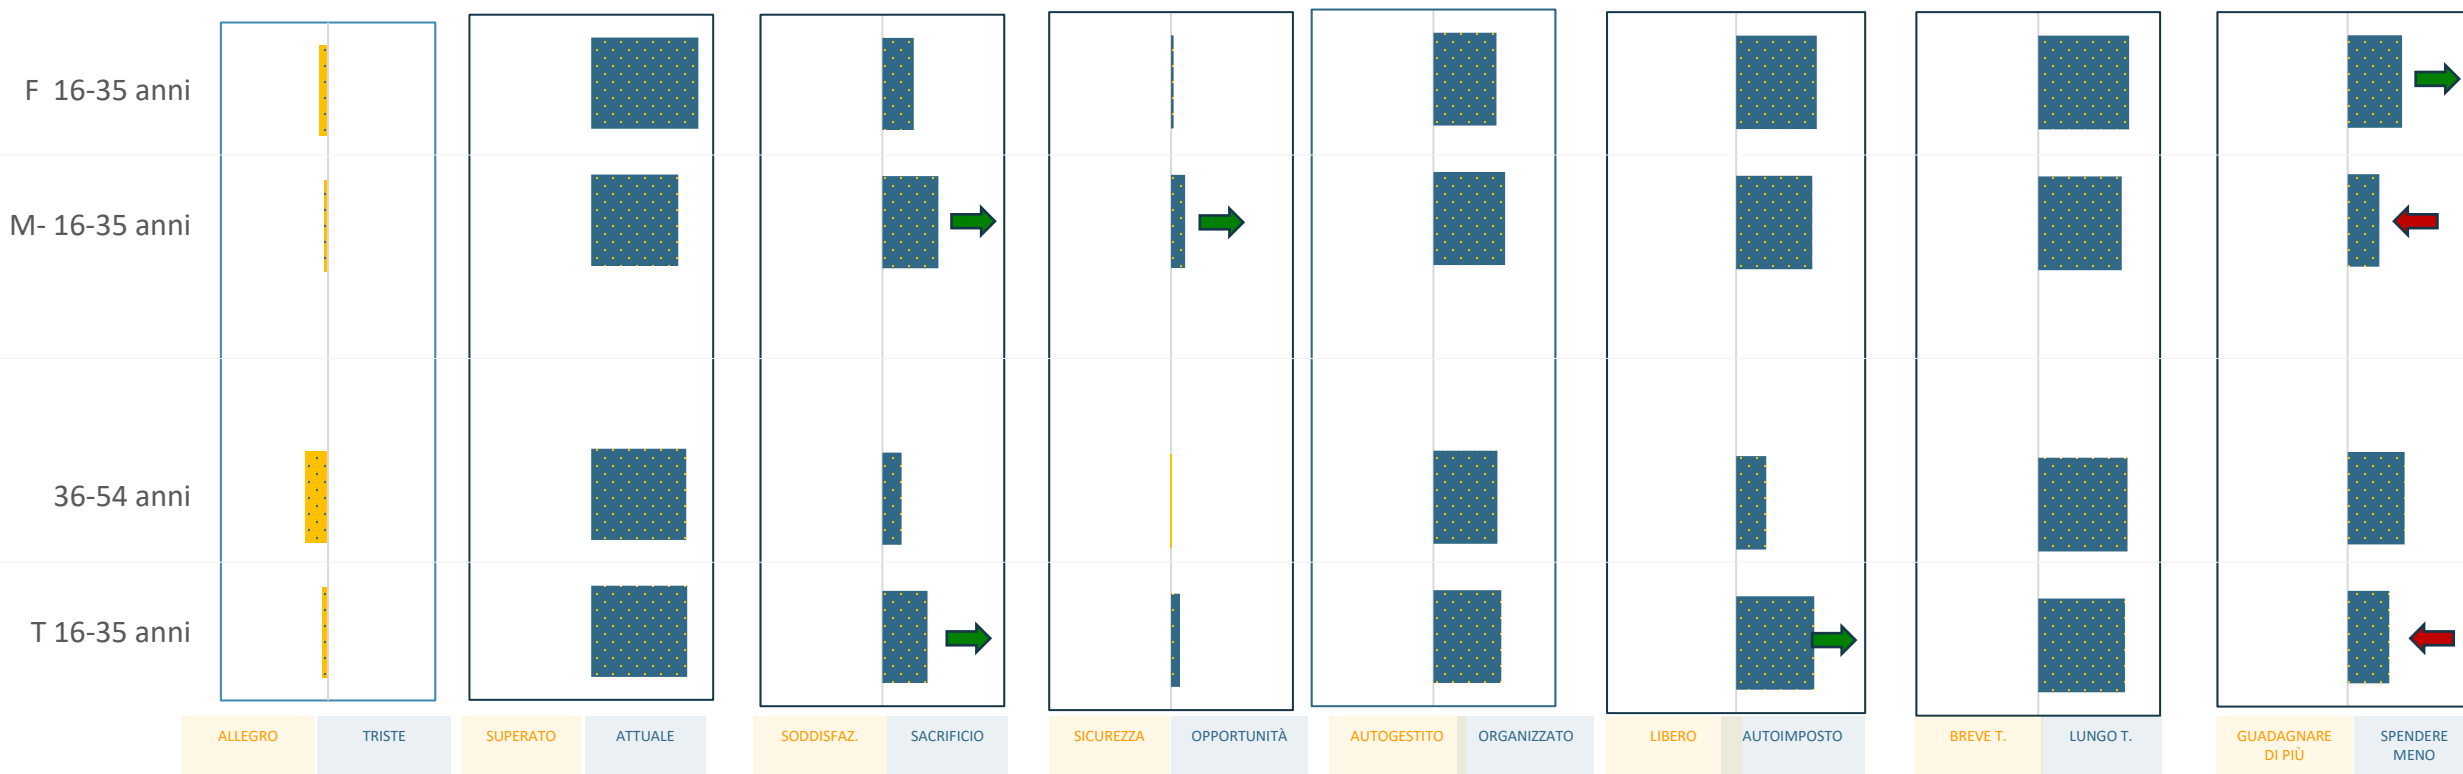 F 16-35 anni
M- 16-35 anni
36-54 anni
T 16-35 anni
ALLEGRO
TRISTE
SUPERATO
ATTUALE
SODDISFAZ.
SACRIFICIO
SICUREZZA
OPPORTUNITÀ
AUTOGESTITO
ORGANIZZATO
LIBERO
AUTOIMPOSTO
BREVE T.
LUNGO T.
GUADAGNARE
DI PIÙ
SPENDERE
MENO